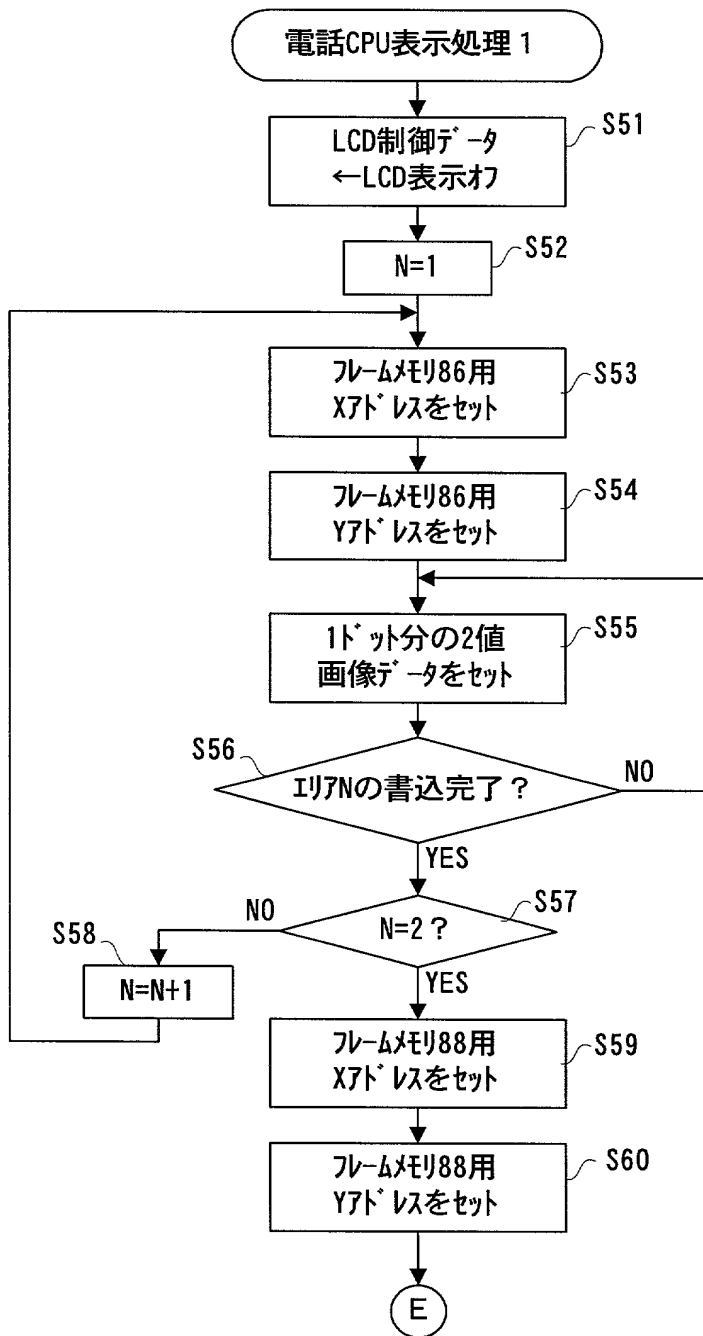 電話CPU表示処理1
LCD制御ﾃﾞｰﾀ
←LCD表示ｵﾌ
S51
N=1
S52
ﾌﾚｰﾑﾒﾓﾘ86用
Xｱﾄﾞﾚｽをｾｯﾄ
S53
ﾌﾚｰﾑﾒﾓﾘ86用
Yｱﾄﾞﾚｽをｾｯﾄ
S54
1ﾄﾞｯﾄ分の2値
画像ﾃﾞｰﾀをｾｯﾄ
S55
S56
ｴﾘｱNの書込完了？
NO
YES
NO
N=2？
S57
S58
N=N+1
YES
ﾌﾚｰﾑﾒﾓﾘ88用
Xｱﾄﾞﾚｽをｾｯﾄ
S59
ﾌﾚｰﾑﾒﾓﾘ88用
Yｱﾄﾞﾚｽをｾｯﾄ
S60
E